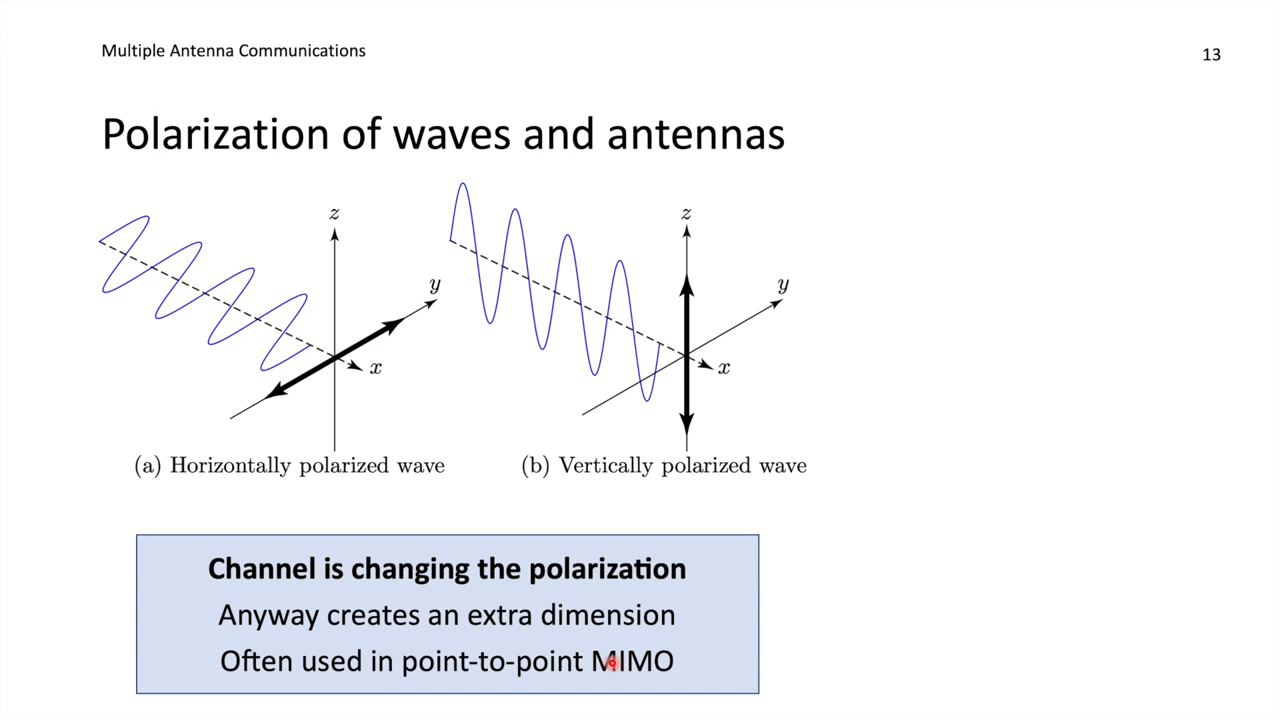 Multiple Antenna Communications
13
Polarization of waves and antennas
z
y
x
z
y
x
(a) Horizontally polarized wave
(b) Vertically polarized wave
Channel is changing the polarization
Anyway creates an extra dimension
Often used in point-to-point MIMO